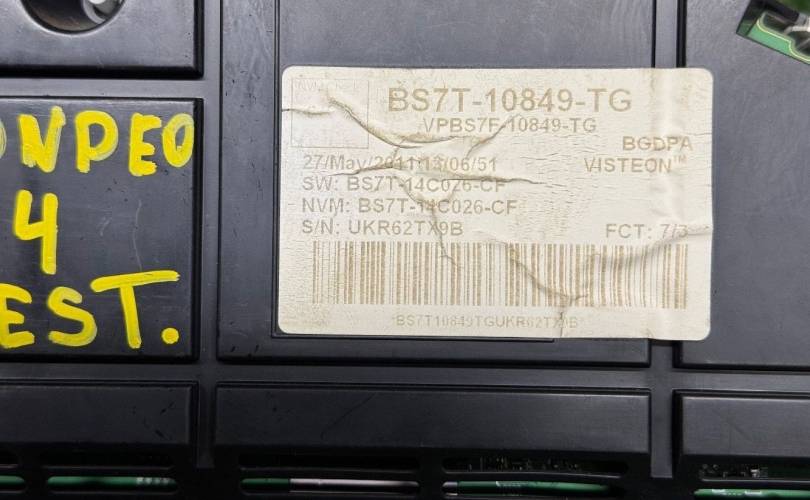 ONDEO
4
EST.
BS7T-10849-TG
VPBS7F-10849-TG
BGDPA
27/May/2011 13/06/51
VISTEON™
SW: BS7T-14C026-CF
NVM: BS7T-14C026-CF
S/N: UKR62TX9B
FCT: 7/3
*BS7T10849TGUKR62TX9B*